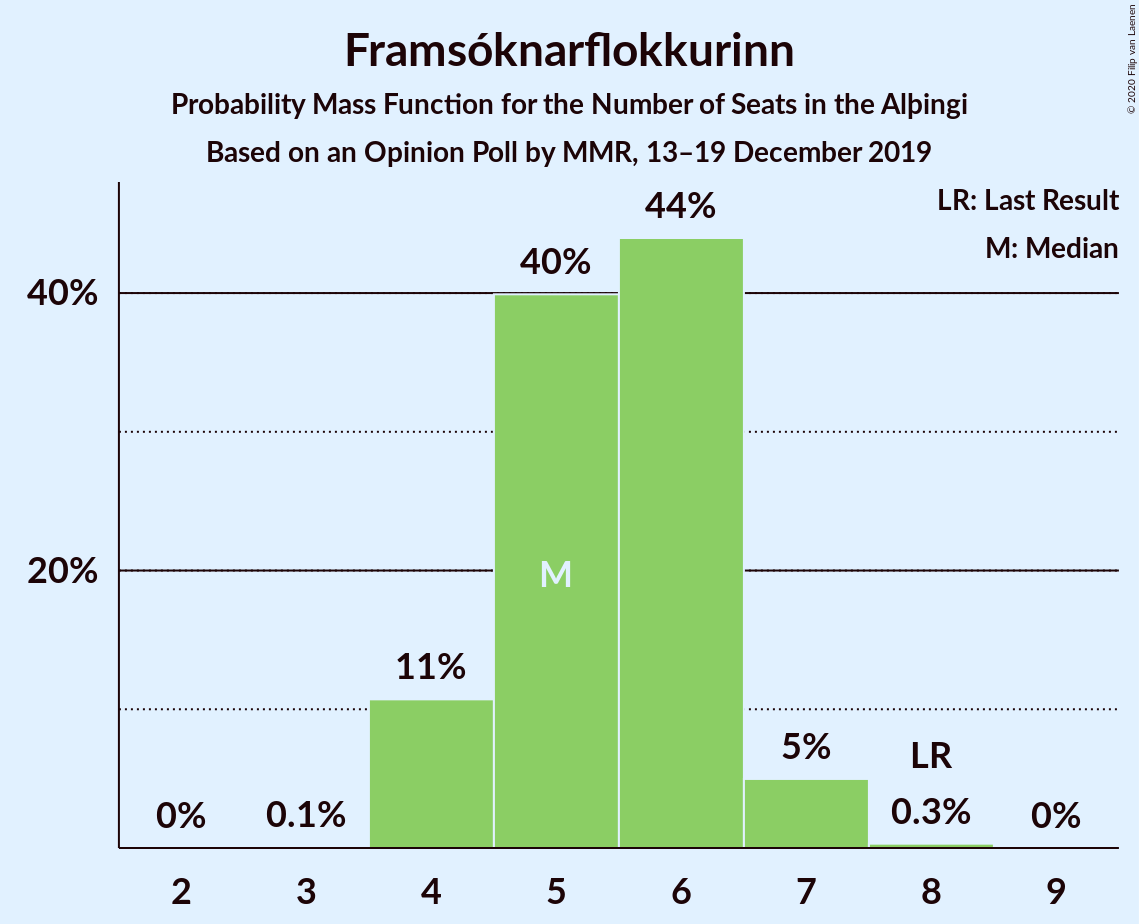 Framsóknarflokkurinn
Probability Mass Function for the Number of Seats in the Alþingi
Based on an Opinion Poll by MMR, 13–19 December 2019
© 2020 Filip van Laenen
LR: Last Result
M: Median
44%
40%
40%
20%
M
11%
5%
LR
0%
0.1%
0.3%
0%
2 3 4 5 6 7 8 9